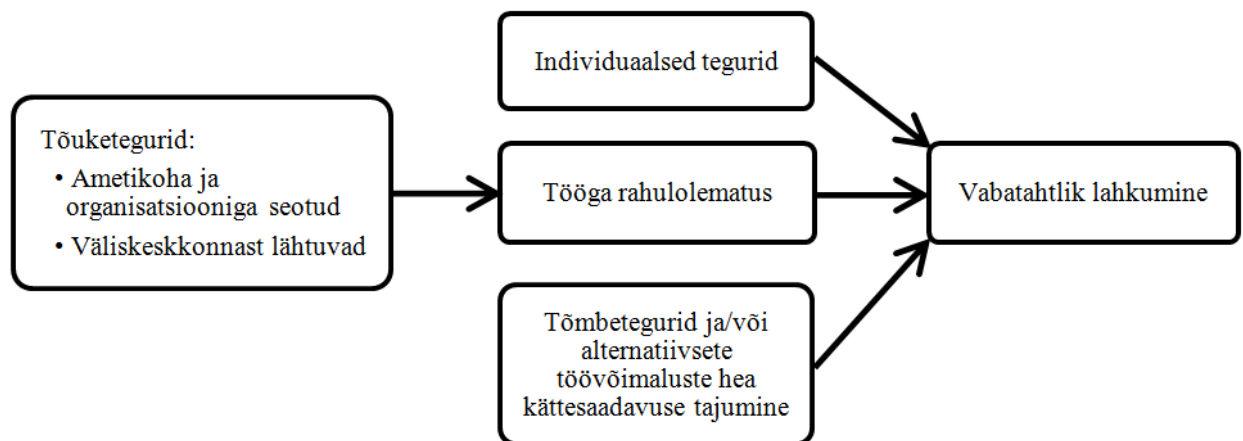 Individuaalsed tegurid
Tõuketegurid:
• Ametikoha ja
organisatsiooniga seotud
• Väliskeskkonnast lähtuvad
Tööga rahulolematus
Vabatahtlik lahkumine
Tõmbetegurid ja/või
alternatiivsete
töövõimaluste hea
kättesaadavuse tajumine